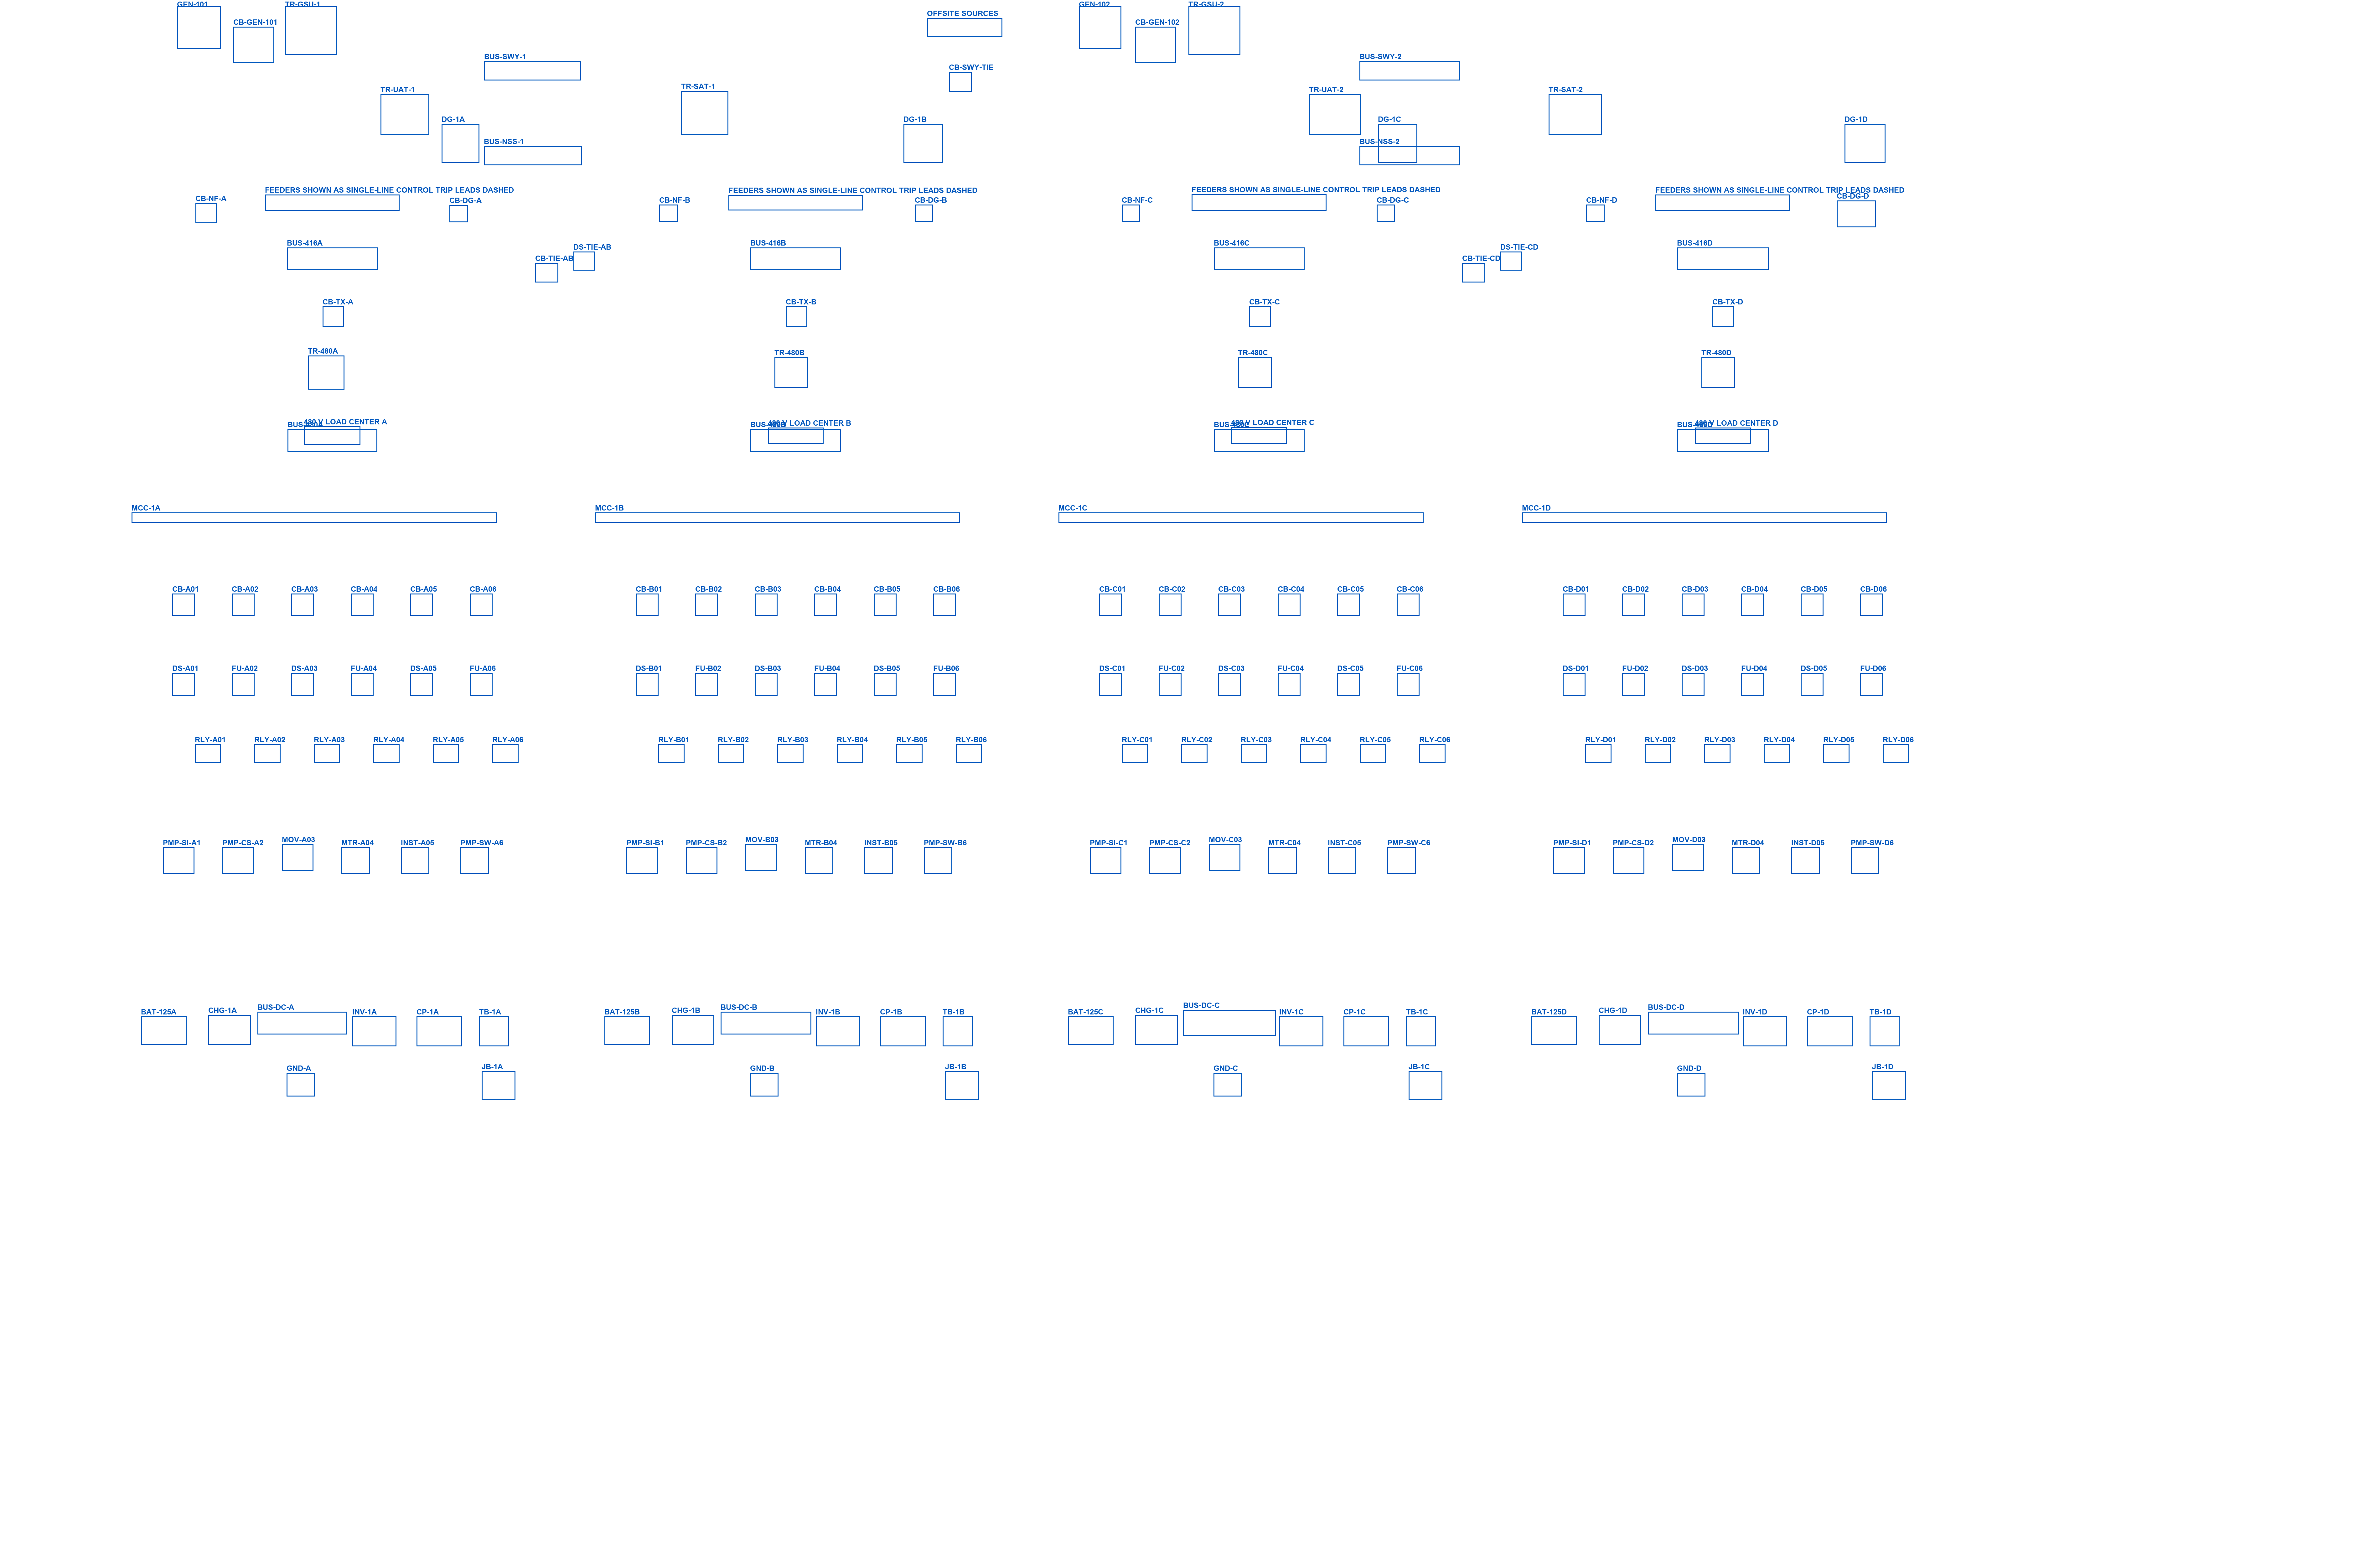 GEN-101
TR-GSU-1
GEN-102
TR-GSU-2
OFFSITE SOURCES
CB-GEN-101
CB-GEN-102
BUS-SWY-1
BUS-SWY-2
CB-SWY-TIE
TR-UAT-1
TR-SAT-1
TR-UAT-2
TR-SAT-2
DG-1A
DG-1B
DG-1C
DG-1D
BUS-NSS-1
BUS-NSS-2
FEEDERS SHOWN AS SINGLE-LINE CONTROL TRIP LEADS DASHED
FEEDERS SHOWN AS SINGLE-LINE CONTROL TRIP LEADS DASHED
FEEDERS SHOWN AS SINGLE-LINE CONTROL TRIP LEADS DASHED
FEEDERS SHOWN AS SINGLE-LINE CONTROL TRIP LEADS DASHED
CB-NF-A
CB-DG-A
CB-NF-B
CB-DG-B
CB-NF-C
CB-DG-C
CB-NF-D
CB-DG-D
BUS-416A
DS-TIE-AB
BUS-416B
BUS-416C
DS-TIE-CD
BUS-416D
CB-TIE-AB
CB-TIE-CD
CB-TX-A
CB-TX-B
CB-TX-C
CB-TX-D
TR-480A
TR-480B
TR-480C
TR-480D
480 V LOAD CENTER A
480 V LOAD CENTER B
480 V LOAD CENTER C
480 V LOAD CENTER D
BUS-480A
BUS-480B
BUS-480C
BUS-480D
MCC-1A
MCC-1B
MCC-1C
MCC-1D
CB-A01
CB-A02
CB-A03
CB-A04
CB-A05
CB-A06
CB-B01
CB-B02
CB-B03
CB-B04
CB-B05
CB-B06
CB-C01
CB-C02
CB-C03
CB-C04
CB-C05
CB-C06
CB-D01
CB-D02
CB-D03
CB-D04
CB-D05
CB-D06
DS-A01
FU-A02
DS-A03
FU-A04
DS-A05
FU-A06
DS-B01
FU-B02
DS-B03
FU-B04
DS-B05
FU-B06
DS-C01
FU-C02
DS-C03
FU-C04
DS-C05
FU-C06
DS-D01
FU-D02
DS-D03
FU-D04
DS-D05
FU-D06
RLY-A01
RLY-A02
RLY-A03
RLY-A04
RLY-A05
RLY-A06
RLY-B01
RLY-B02
RLY-B03
RLY-B04
RLY-B05
RLY-B06
RLY-C01
RLY-C02
RLY-C03
RLY-C04
RLY-C05
RLY-C06
RLY-D01
RLY-D02
RLY-D03
RLY-D04
RLY-D05
RLY-D06
PMP-SI-A1
PMP-CS-A2
MOV-A03
MTR-A04
INST-A05
PMP-SW-A6
PMP-SI-B1
PMP-CS-B2
MOV-B03
MTR-B04
INST-B05
PMP-SW-B6
PMP-SI-C1
PMP-CS-C2
MOV-C03
MTR-C04
INST-C05
PMP-SW-C6
PMP-SI-D1
PMP-CS-D2
MOV-D03
MTR-D04
INST-D05
PMP-SW-D6
BAT-125A
CHG-1A
BUS-DC-A
INV-1A
CP-1A
TB-1A
BAT-125B
CHG-1B
BUS-DC-B
INV-1B
CP-1B
TB-1B
BAT-125C
CHG-1C
BUS-DC-C
INV-1C
CP-1C
TB-1C
BAT-125D
CHG-1D
BUS-DC-D
INV-1D
CP-1D
TB-1D
GND-A
JB-1A
GND-B
JB-1B
GND-C
JB-1C
GND-D
JB-1D